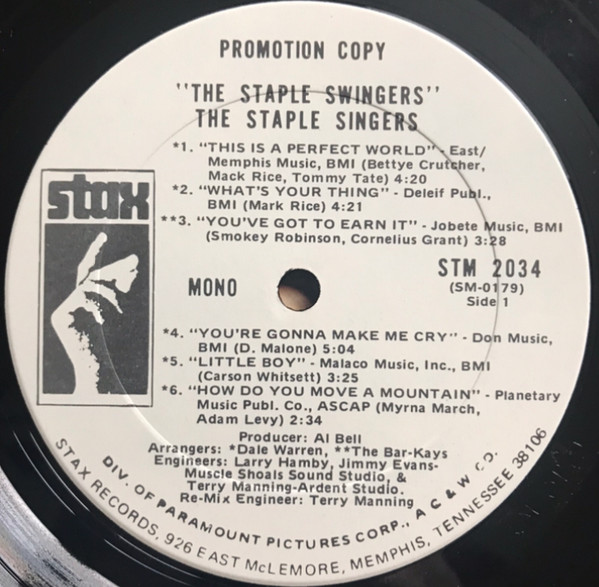 PROMOTION COPY
"THE STAPLE SWINGERS"
THE STAPLE SINGERS
*1. "THIS IS A PERFECT WORLD" - East/
Memphis Music, BMI (Bettye Crutcher,
Mack Rice, Tommy Tate) 4:20
*2. "WHAT'S YOUR THING" - Deleif Publ.,
BMI (Mark Rice) 4:21
**3. "YOU'VE GOT TO EARN IT" - Jobete Music, BMI
(Smokey Robinson, Cornelius Grant) 3:28
stax
MONO
STM 2034
(SM-0179)
Side 1
*4. "YOU'RE GONNA MAKE ME CRY" - Don Music,
BMI (D. Malone) 5:04
*5. "LITTLE BOY" - Malaco Music, Inc., BMI
(Carson Whitsett) 3:25
*6. "HOW DO YOU MOVE A MOUNTAIN" - Planetary
Music Publ. Co., ASCAP (Myrna March,
Adam Levy) 2:34
Producer: Al Bell
Arrangers: *Dale Warren, **The Bar-Kays
Engineers: Larry Hamby, Jimmy Evans-
Muscle Shoals Sound Studio, &
Terry Manning-Ardent Studio.
Re-Mix Engineer: Terry Manning
DIV. OF PARAMOUNT PICTURES CORP., A C. & W CO.
STAX RECORDS, 926 EAST McLEMORE, MEMPHIS, TENNESSEE 38106